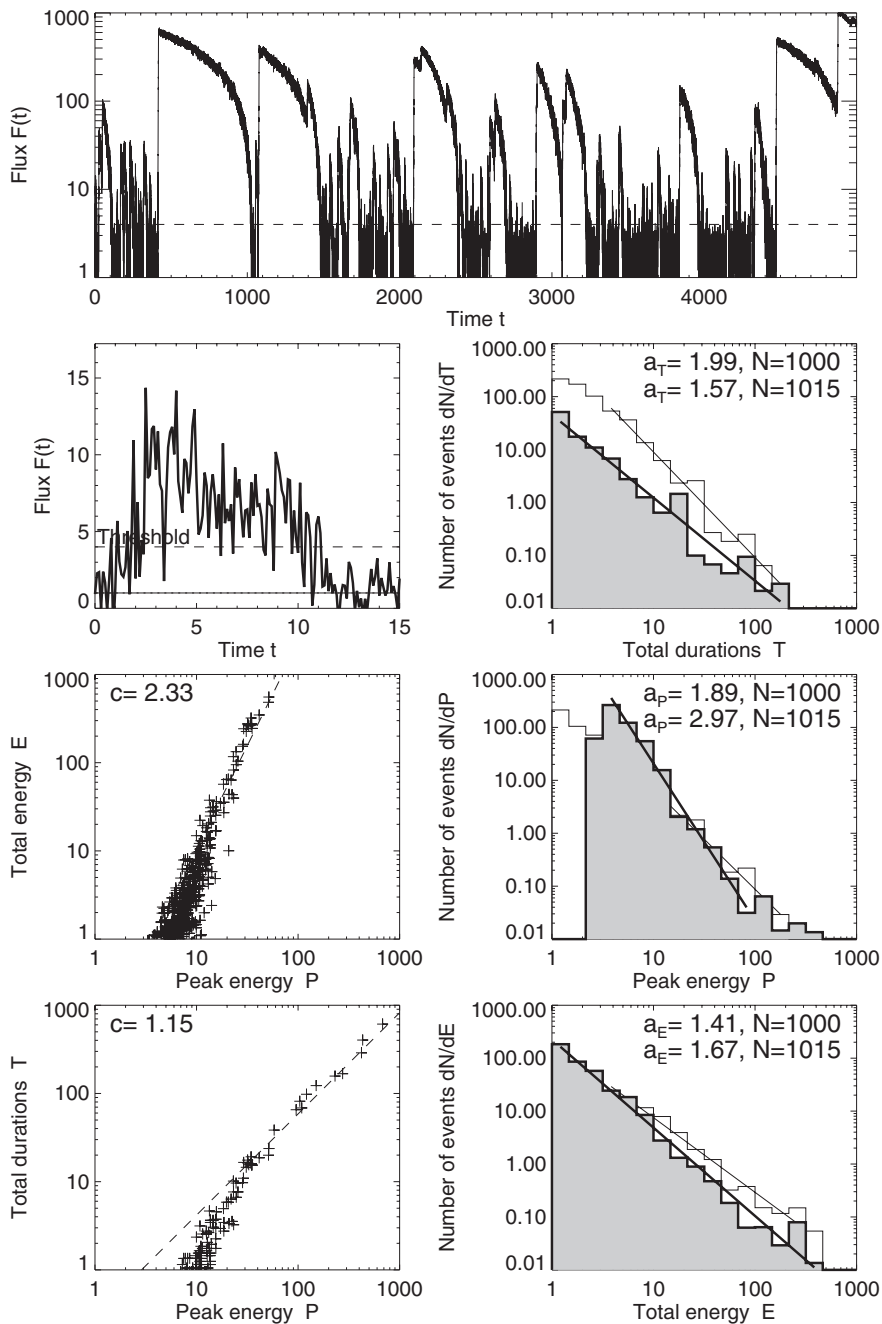 1000
100
10
1
Flux F(t)
0
1000
2000
3000
4000
Time t
15
10
5
0
Flux F(t)
Threshold
0
5
10
15
Time t
1000.00
100.00
10.00
1.00
0.10
0.01
Number of events dN/dT
a_T= 1.99, N=1000
a_T= 1.57, N=1015
1
10
100
1000
Total durations T
1000
100
10
1
Total energy E
c= 2.33
1
10
100
1000
Peak energy P
1000.00
100.00
10.00
1.00
0.10
0.01
Number of events dN/dP
a_P= 1.89, N=1000
a_P= 2.97, N=1015
1
10
100
1000
Peak energy P
1000
100
10
1
Total durations T
c= 1.15
1
10
100
1000
Peak energy P
1000.00
100.00
10.00
1.00
0.10
0.01
Number of events dN/dE
a_E= 1.41, N=1000
a_E= 1.67, N=1015
1
10
100
1000
Total energy E